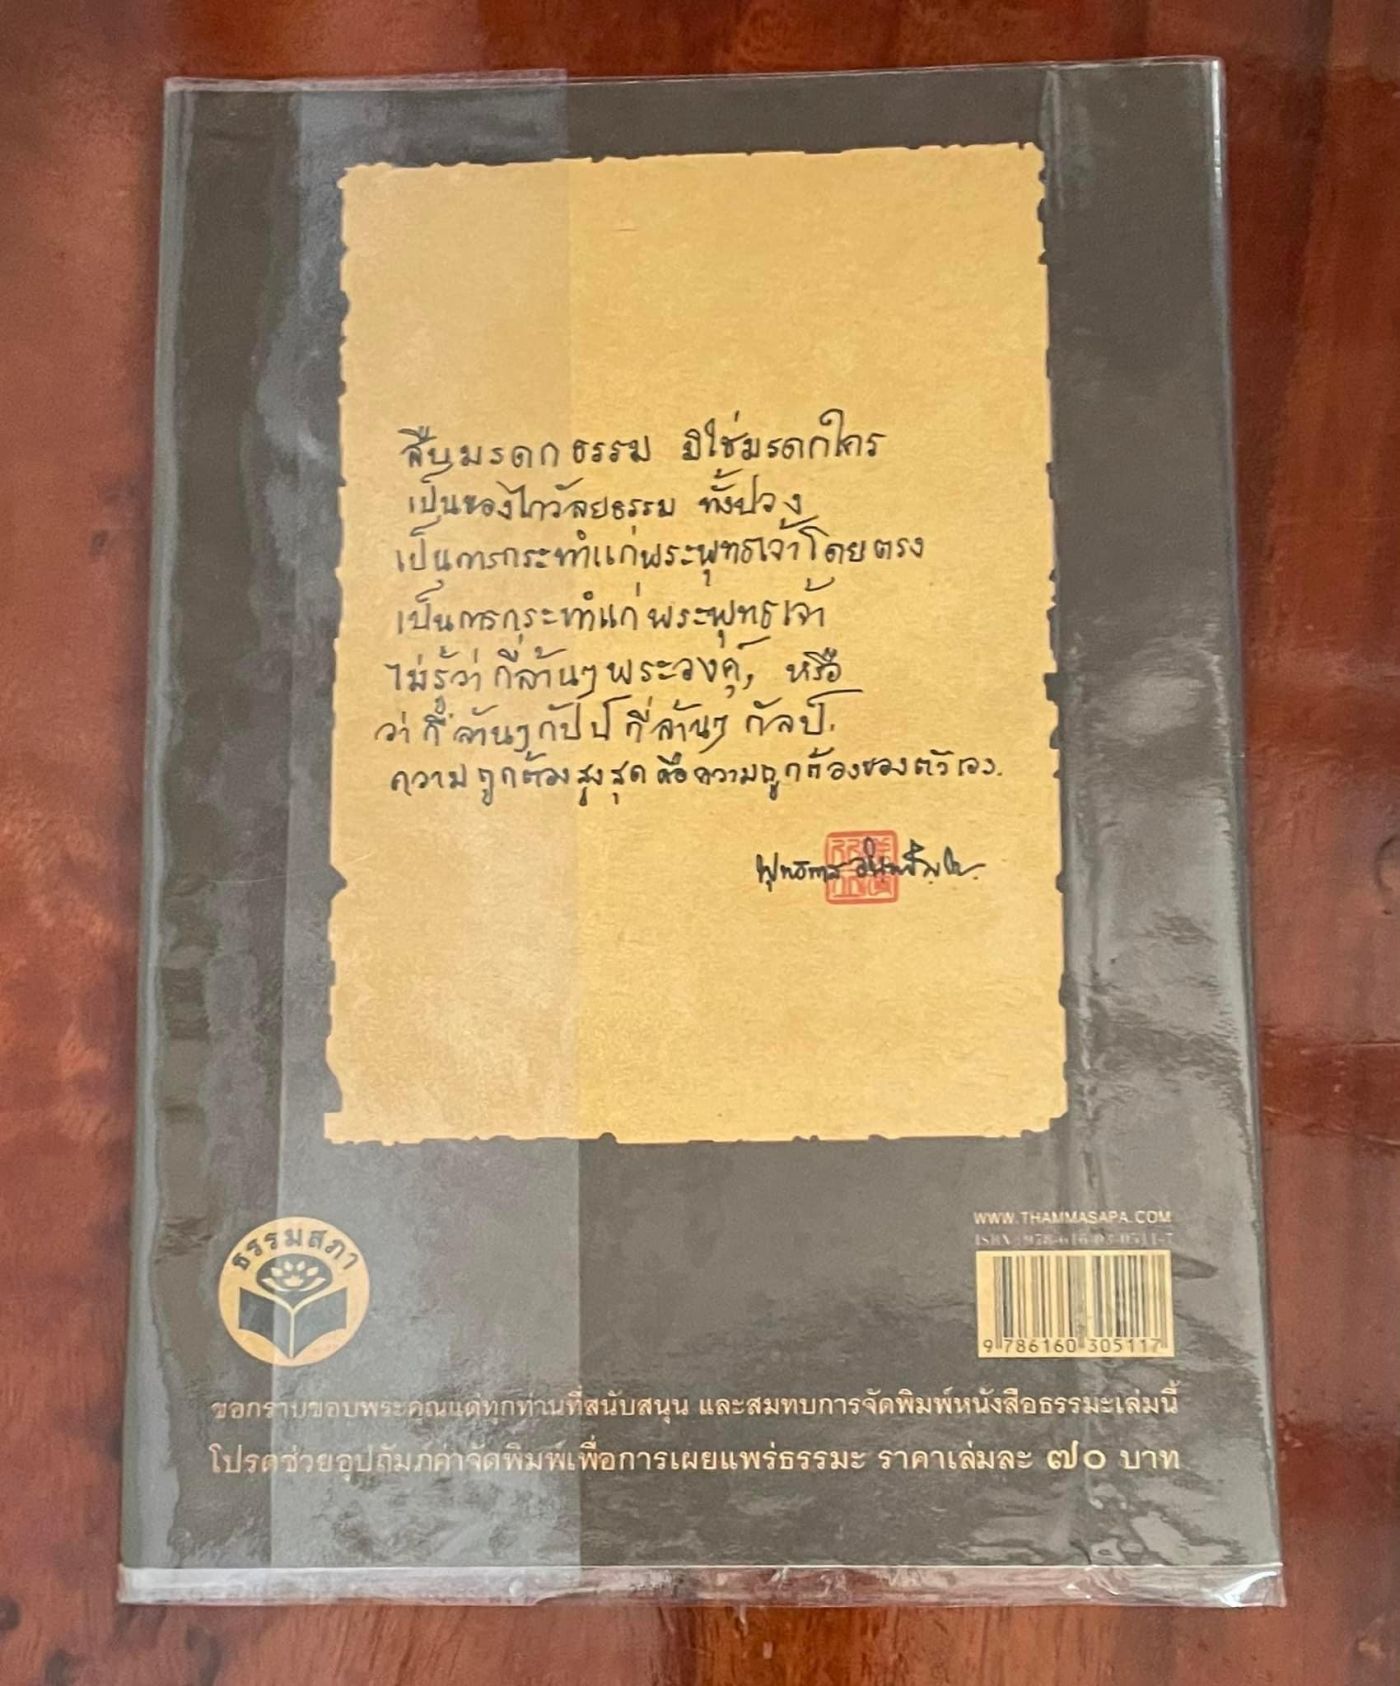 สืบมรดกธรรม มิใช่มรดกใคร
เป็นของไกวัลยธรรม ทั้งปวง
เป็นการกระทำแก่พระพุทธเจ้าโดยตรง
เป็นการกระทำแก่พระพุทธเจ้า
ไม่รู้ว่า กี่ล้านๆ พระองค์, หรือ
ว่า กี่ล้านๆ กัปป์ กี่ล้านๆ กัลป์.
ความถูกต้องสูงสุด คือความถูกต้องของตัวเอง.
พุทธทาส อินทปัญโญ
WWW.THAMMASAPA.COM
ISBN : 978-616-03-0511-7
ธรรมสภา
9 786160 305117
ขอกราบขอบพระคุณแด่ทุกท่านที่สนับสนุน และสมทบการจัดพิมพ์หนังสือธรรมะเล่มนี้
โปรดช่วยอุปถัมภ์ค่าจัดพิมพ์เพื่อการเผยแพร่ธรรมะ ราคาเล่มละ ๗๐ บาท